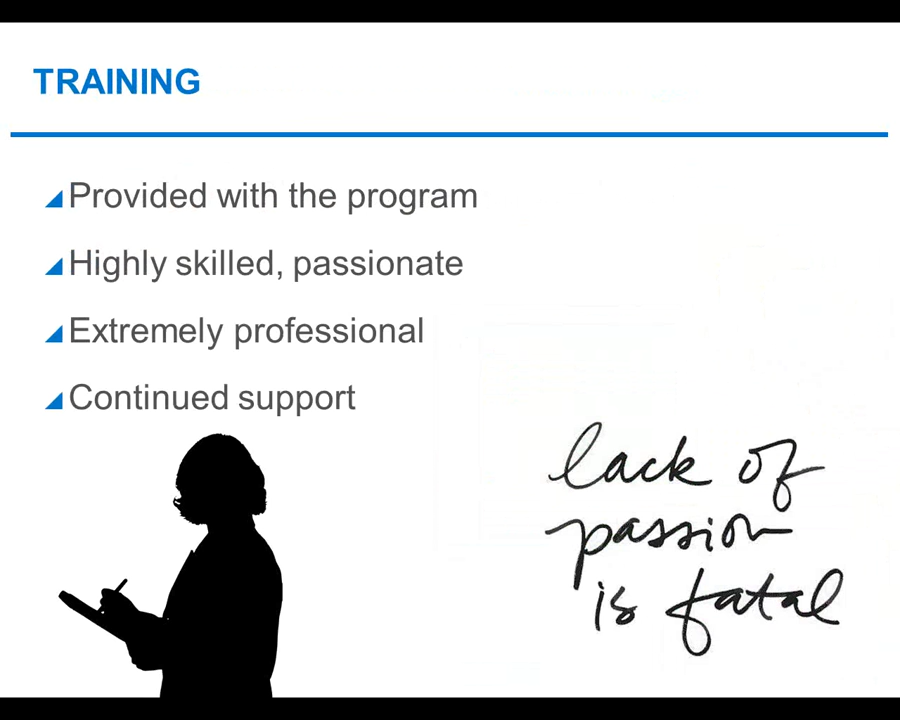 TRAINING
Provided with the program
Highly skilled, passionate
Extremely professional
Continued support
lack of
passion
is fatal